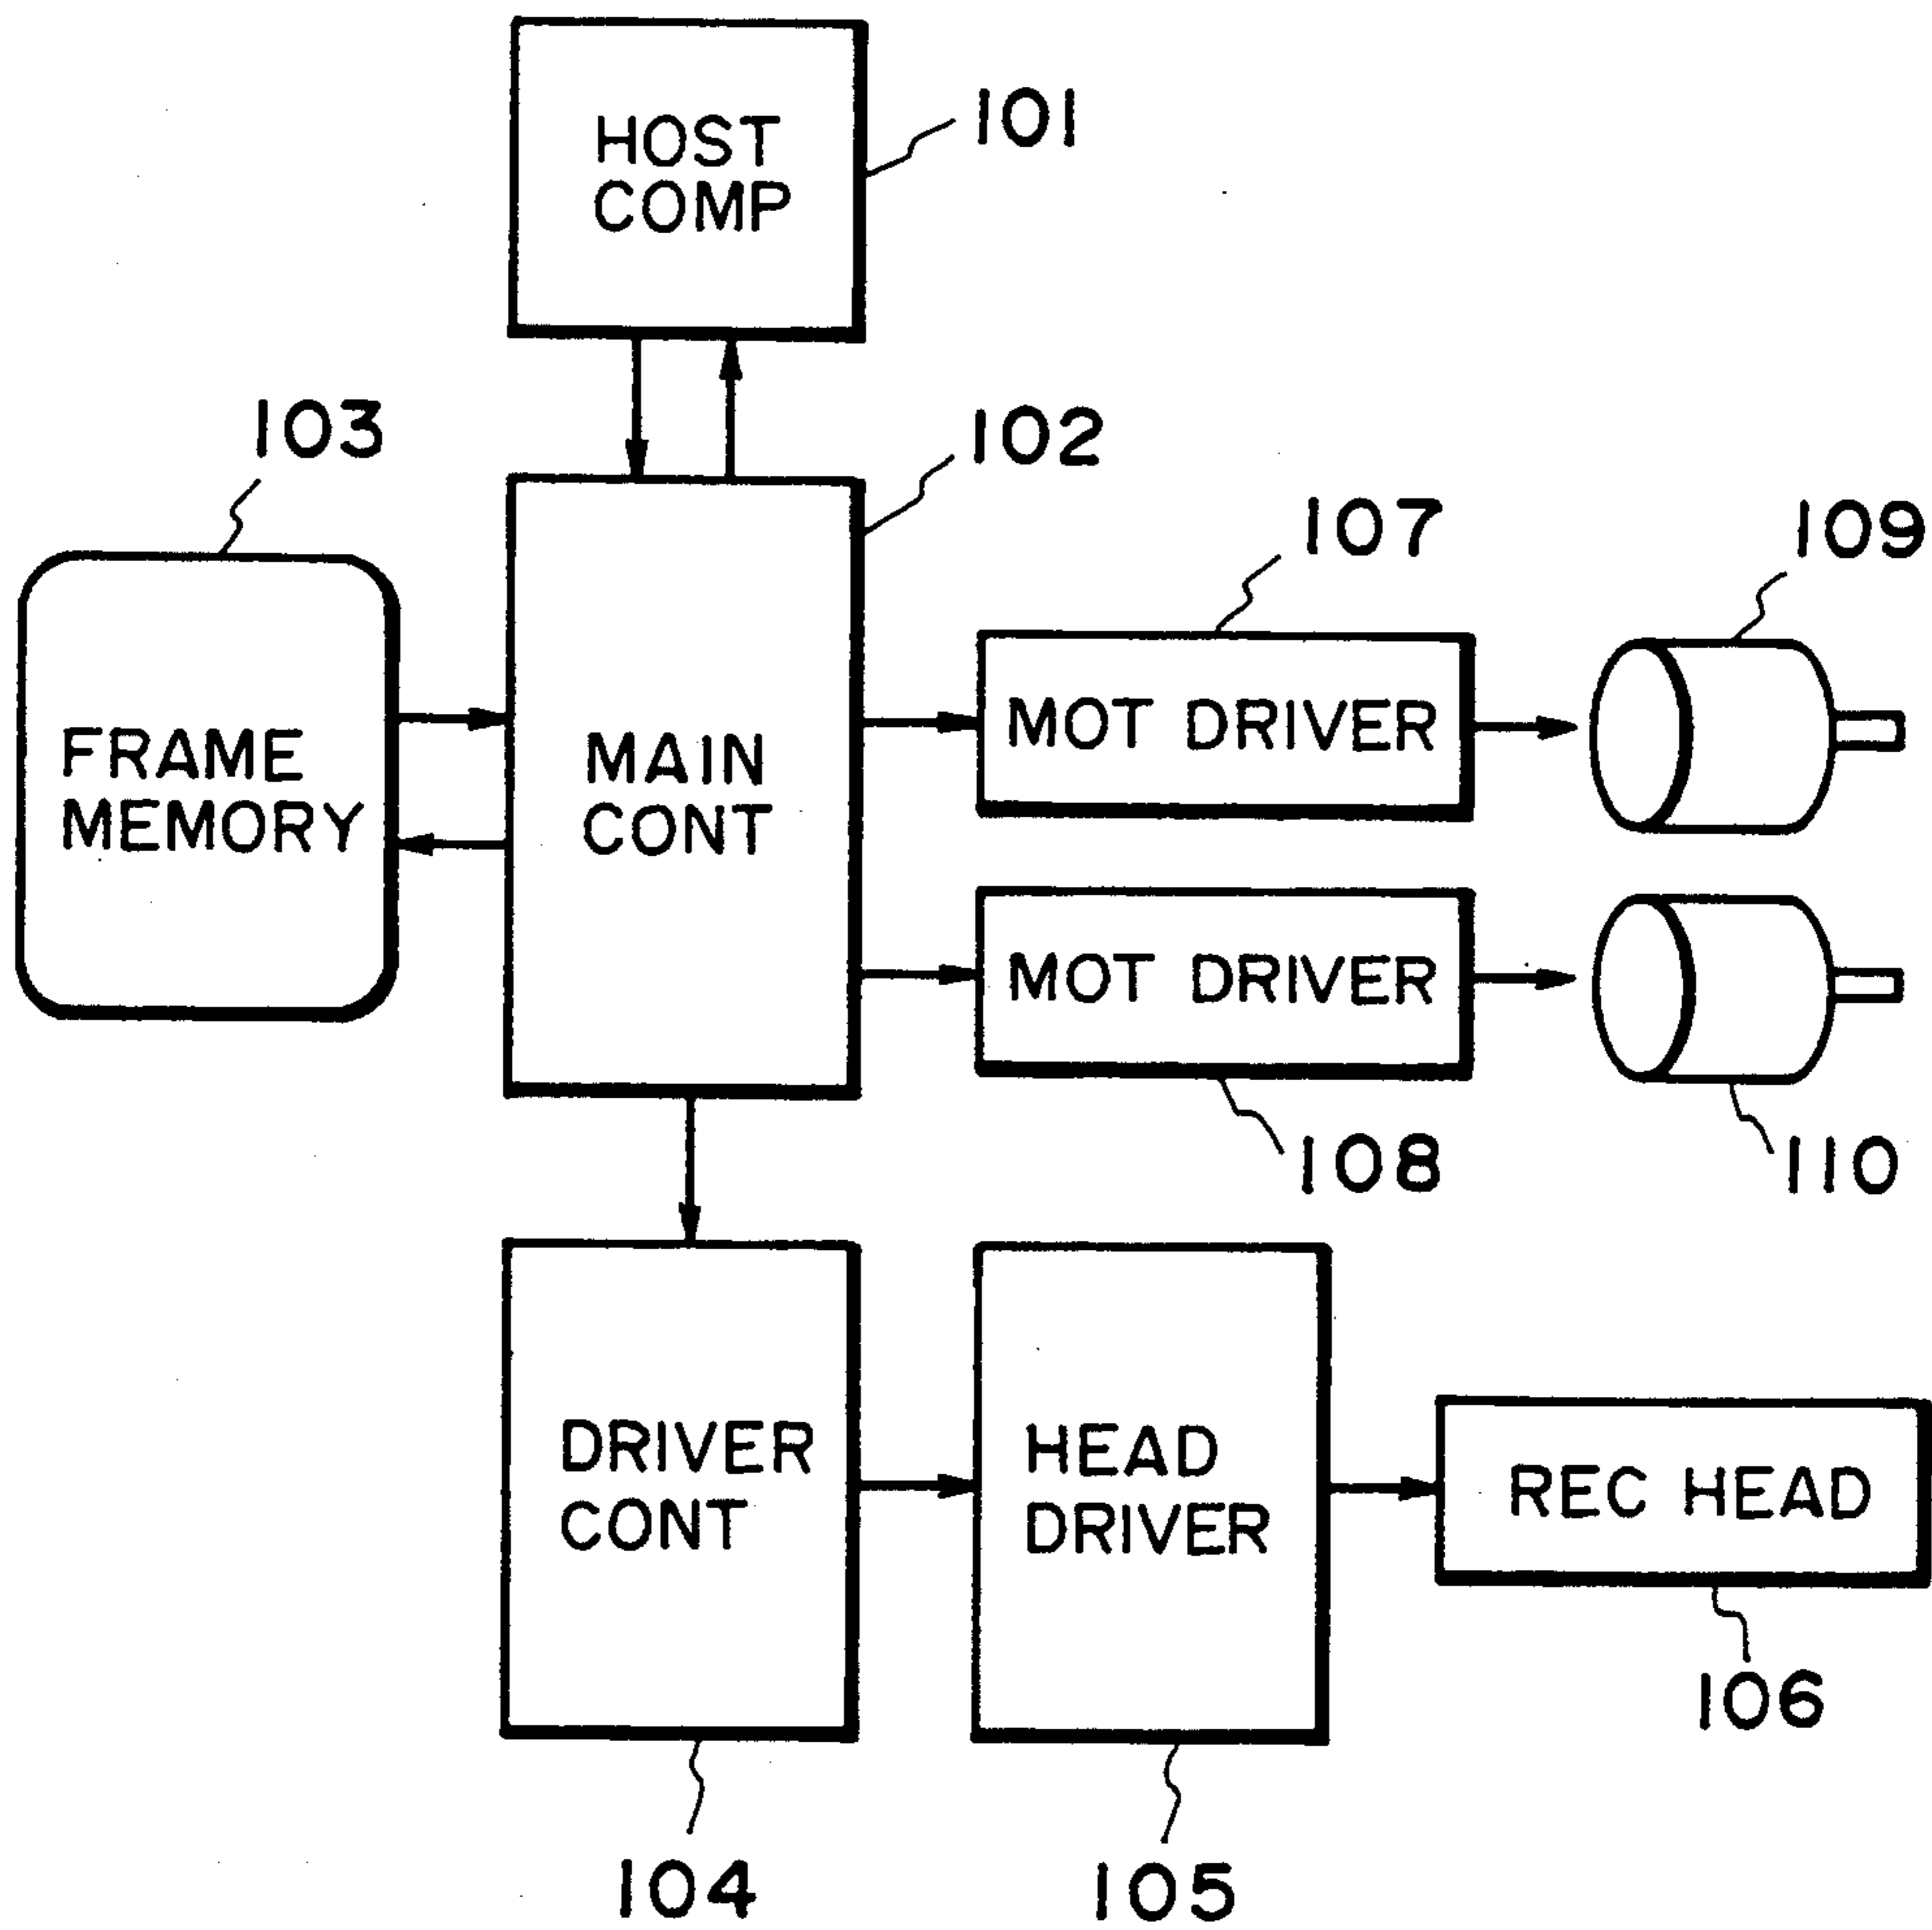 HOST
COMP
101
103
102
107
109
FRAME
MEMORY
MAIN
CONT
MOT DRIVER
MOT DRIVER
108
110
DRIVER
CONT
HEAD
DRIVER
REC HEAD
106
104
105